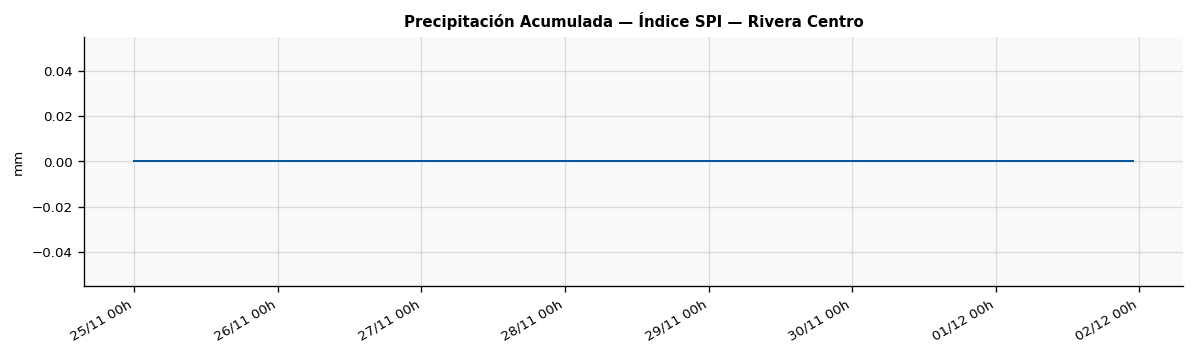 Precipitación Acumulada — Índice SPI — Rivera Centro
mm
0.04
0.02
0.00
−0.02
−0.04
25/11 00h
26/11 00h
27/11 00h
28/11 00h
29/11 00h
30/11 00h
01/12 00h
02/12 00h